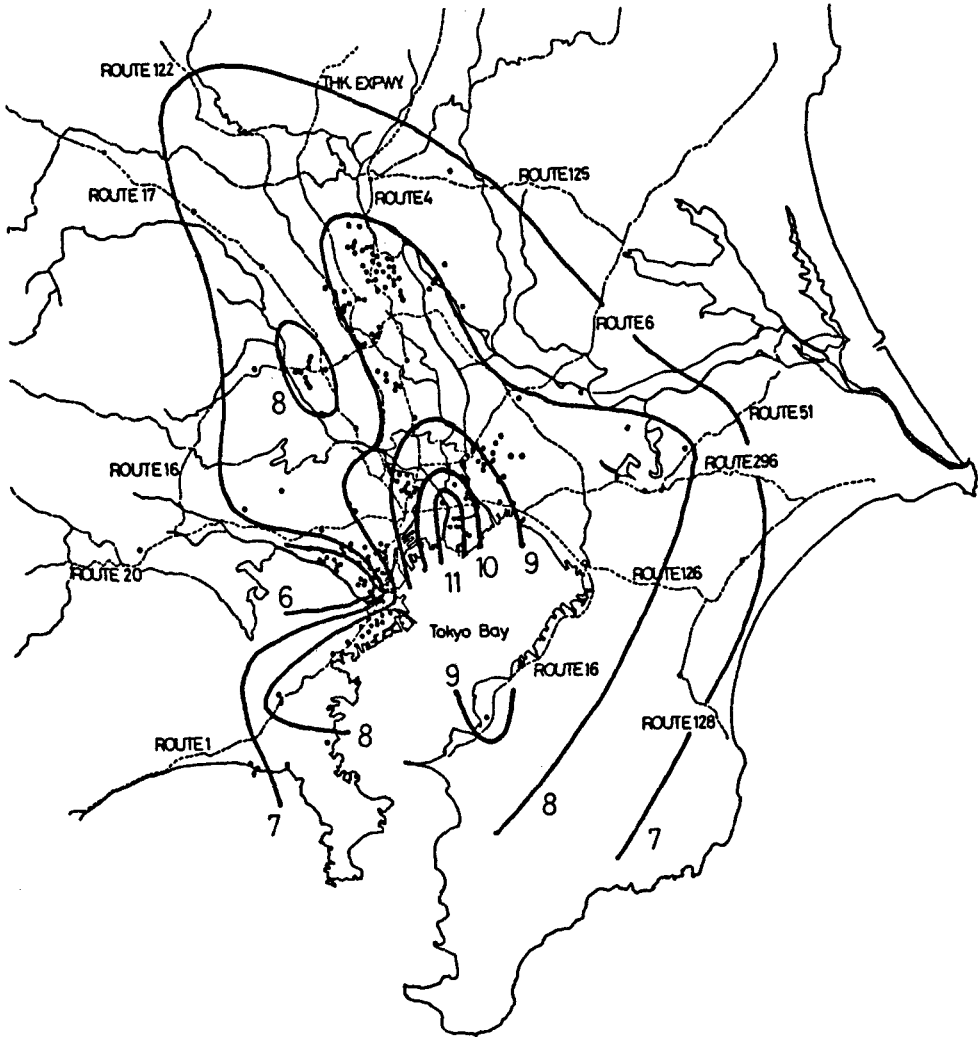 ROUTE 122
THK. EXPWY.
ROUTE 125
ROUTE 17
ROUTE 4
ROUTE 6
8
ROUTE 51
ROUTE 16
ROUTE 296
ROUTE 20
11
10
9
ROUTE 126
6
Tokyo Bay
9
ROUTE 16
ROUTE 128
8
ROUTE 1
8
7
7